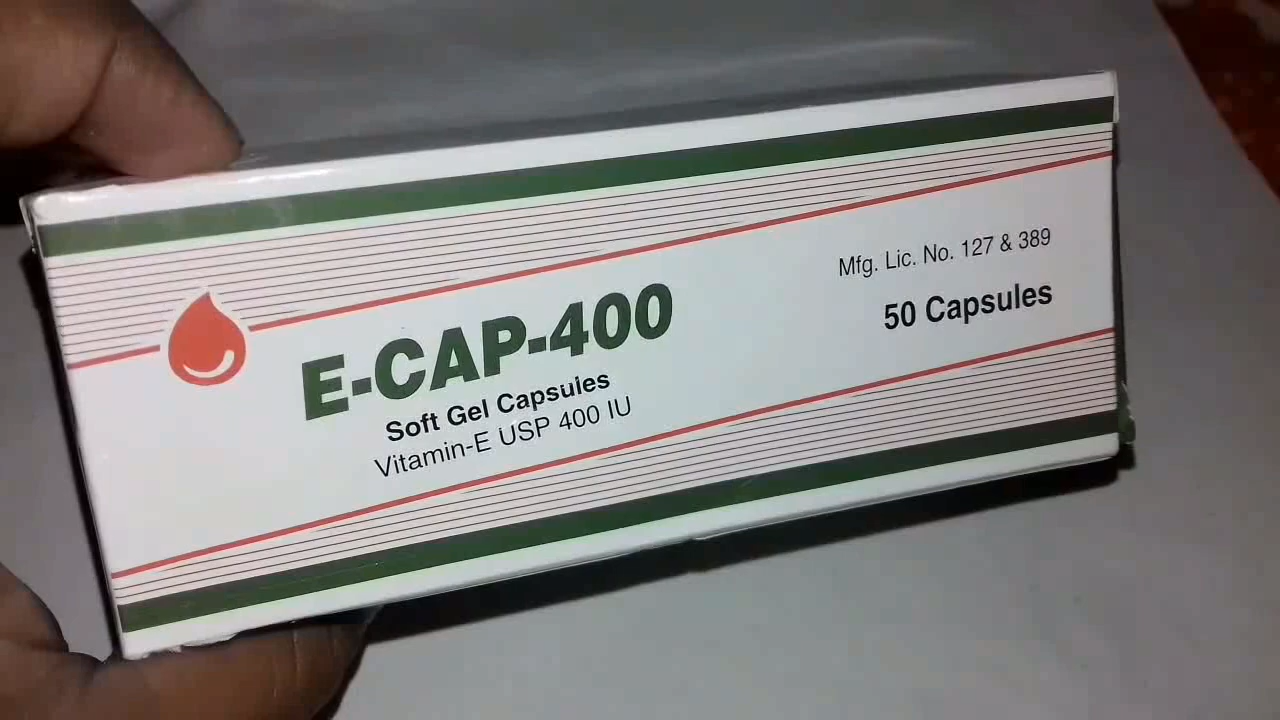 E-CAP-400
Soft Gel Capsules
Vitamin-E USP 400 IU
Mfg. Lic. No. 127 & 389
50 Capsules